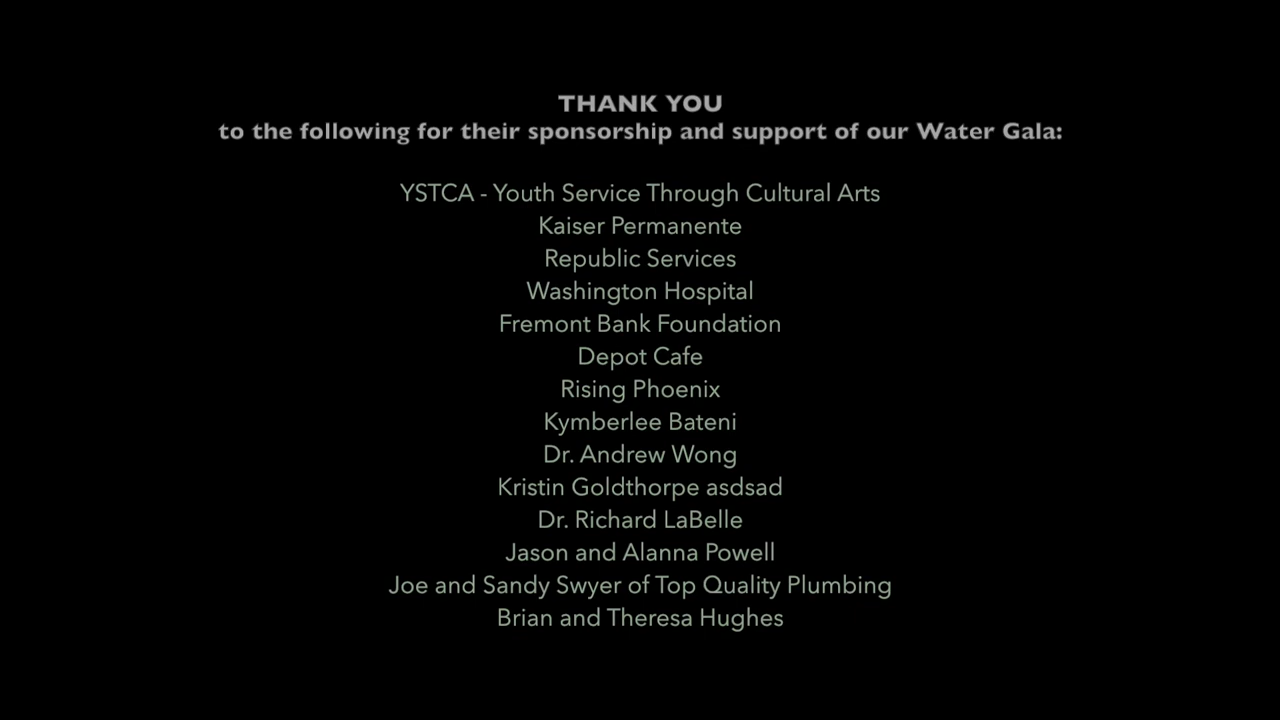 THANK YOU
to the following for their sponsorship and support of our Water Gala:
YSTCA - Youth Service Through Cultural Arts
Kaiser Permanente
Republic Services
Washington Hospital
Fremont Bank Foundation
Depot Cafe
Rising Phoenix
Kymberlee Bateni
Dr. Andrew Wong
Kristin Goldthorpe asdsad
Dr. Richard LaBelle
Jason and Alanna Powell
Joe and Sandy Swyer of Top Quality Plumbing
Brian and Theresa Hughes